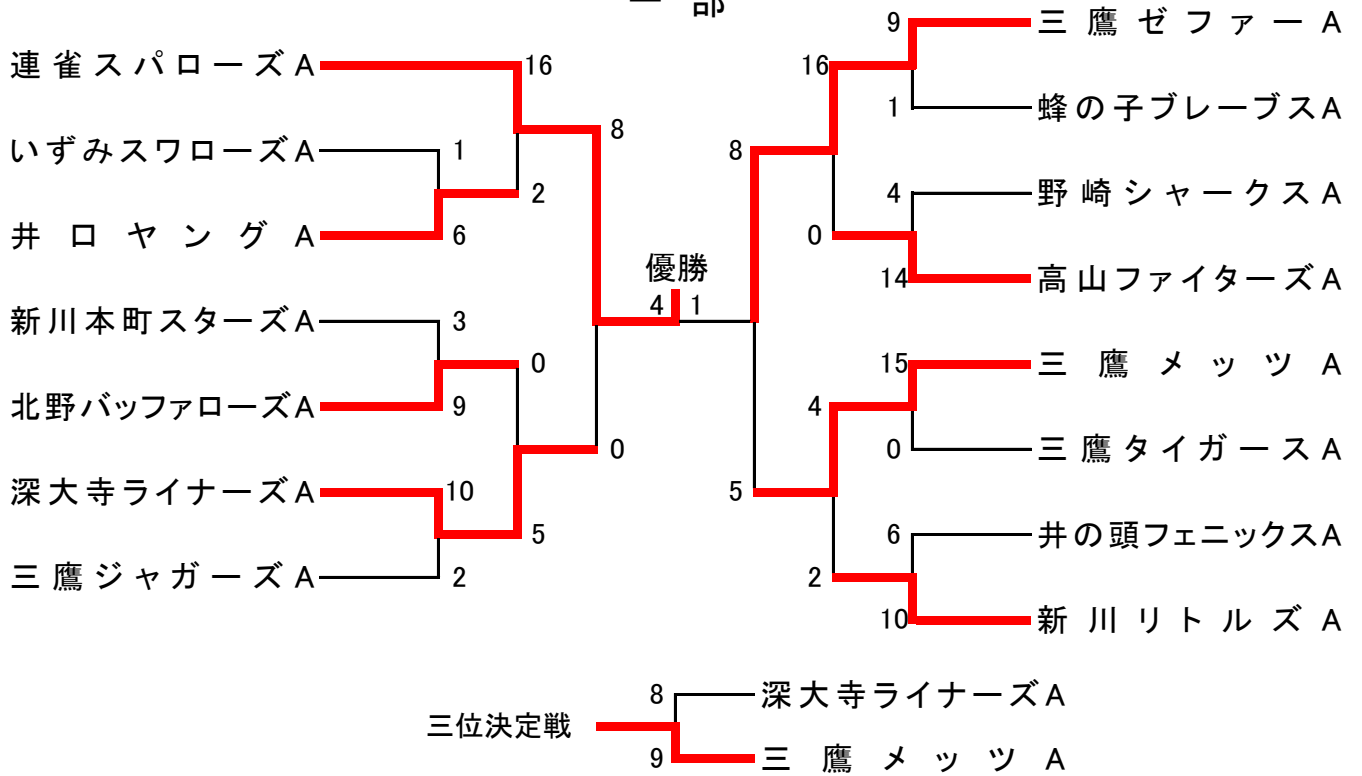 部
連雀スパローズA
いずみスワローズA
井口ヤングA
新川本町スターズA
北野バッファローズA
深大寺ライナーズA
三鷹ジャガーズA
16
1
2
6
3
0
9
10
5
2
8
0
優勝
4 1
8
5
16
0
4
2
9
1
4
14
15
0
6
10
三鷹ゼファーA
蜂の子ブレーブスA
野崎シャークスA
高山ファイターズA
三鷹メッツA
三鷹タイガースA
井の頭フェニックスA
新川リトルズA
三位決定戦
8 深大寺ライナーズA
9 三鷹メッツA